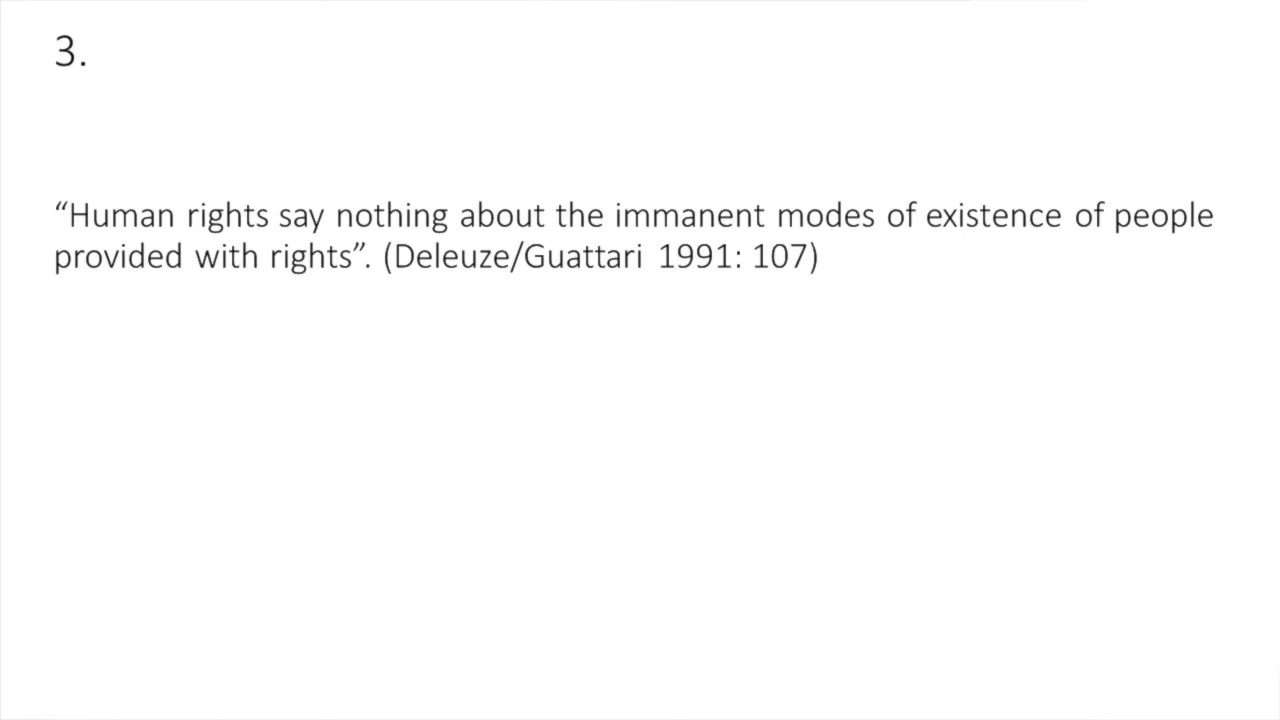 3.
“Human rights say nothing about the immanent modes of existence of people
provided with rights”. (Deleuze/Guattari 1991: 107)